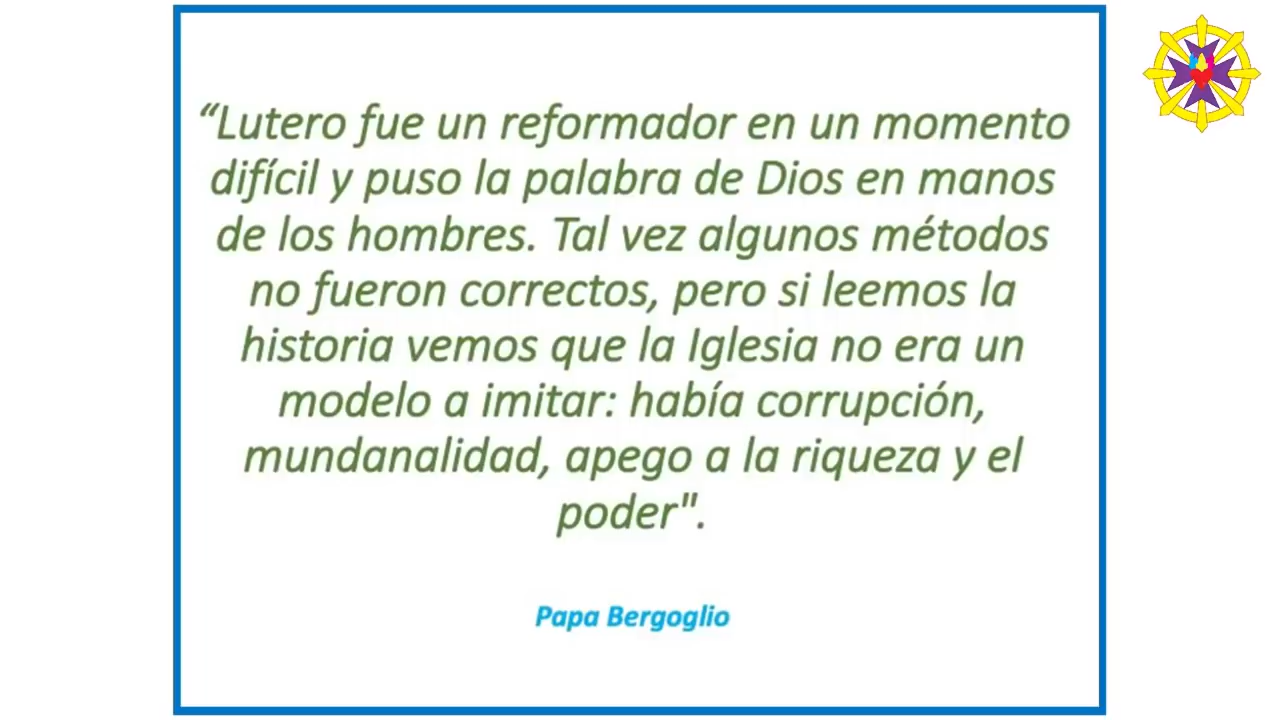 “Lutero fue un reformador en un momento
difícil y puso la palabra de Dios en manos
de los hombres. Tal vez algunos métodos
no fueron correctos, pero si leemos la
historia vemos que la Iglesia no era un
modelo a imitar: había corrupción,
mundanalidad, apego a la riqueza y el
poder".
Papa Bergoglio